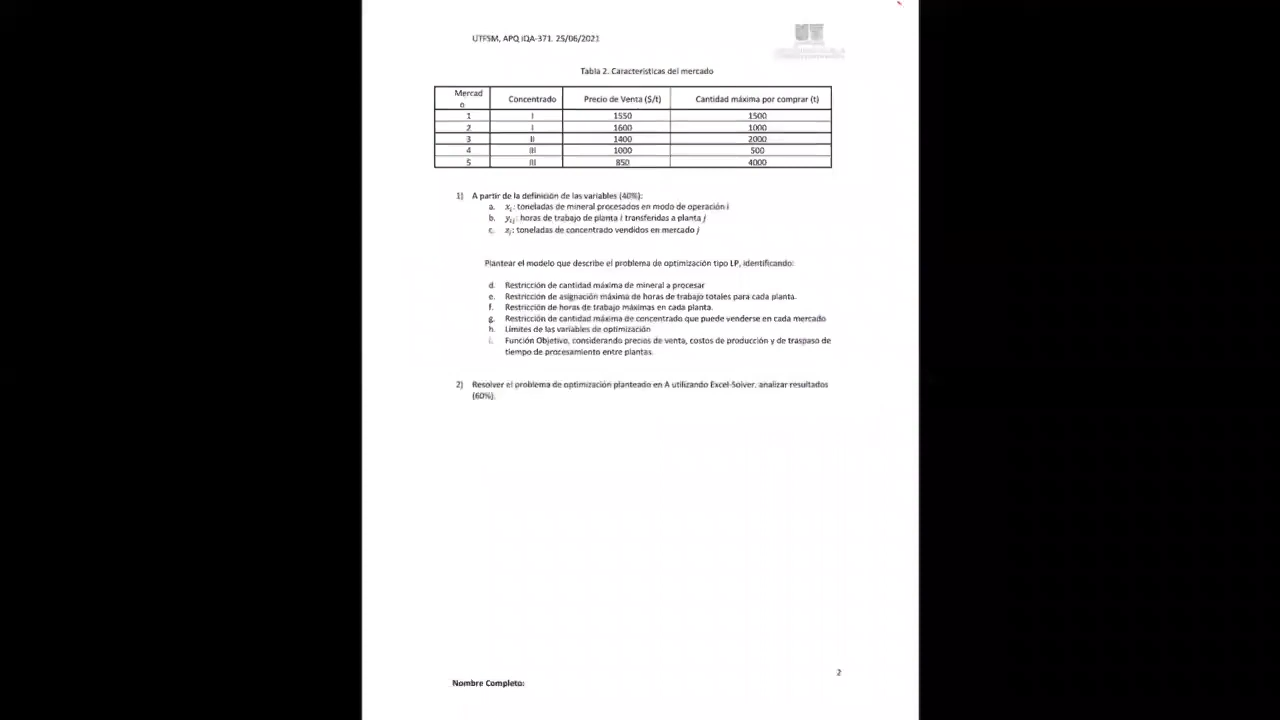 UTFSM, APQ IQA-371. 25/06/2021
Tabla 2. Características del mercado
Mercad
o
Concentrado
Precio de Venta ($/t)
Cantidad máxima por comprar (t)
1 I 1550 1500
2 I 1600 1000
3 II 1400 2000
4 III 1000 500
5 III 850 4000
1) A partir de la definición de las variables (40%):
a. xᵢ: toneladas de mineral procesados en modo de operación i
b. yᵢⱼ: horas de trabajo de planta i transferidas a planta j
c. zⱼ: toneladas de concentrado vendidos en mercado j
Plantear el modelo que describe el problema de optimización tipo LP, identificando:
d. Restricción de cantidad máxima de mineral a procesar
e. Restricción de asignación máxima de horas de trabajo totales para cada planta.
f. Restricción de horas de trabajo máximas en cada planta.
g. Restricción de cantidad máxima de concentrado que puede venderse en cada mercado
h. Límites de las variables de optimización
i. Función Objetivo, considerando precios de venta, costos de producción y de traspaso de
tiempo de procesamiento entre plantas.
2) Resolver el problema de optimización planteado en A utilizando Excel-Solver, analizar resultados
(60%).
2
Nombre Completo: